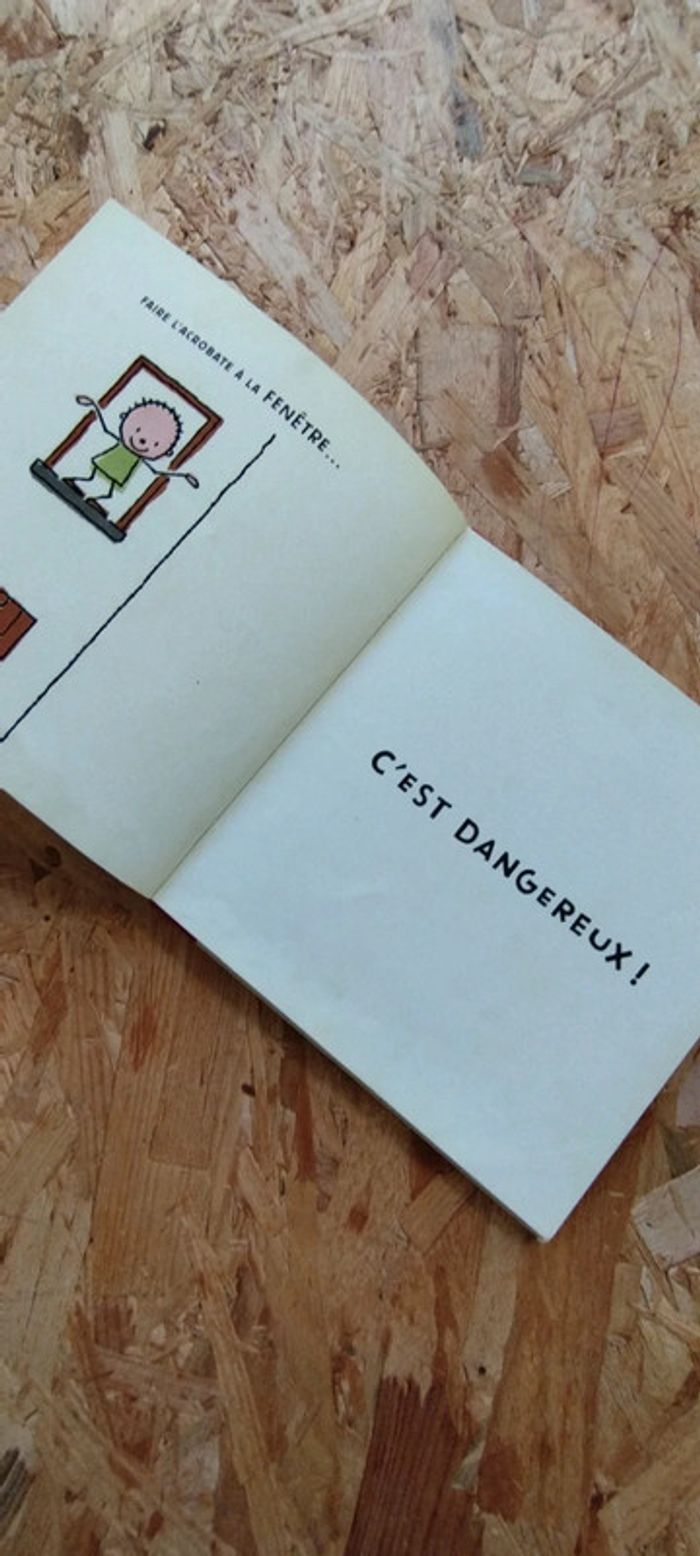 FAIRE L'ACROBATE A LA FENÊTRE...
C'EST DANGEREUX !